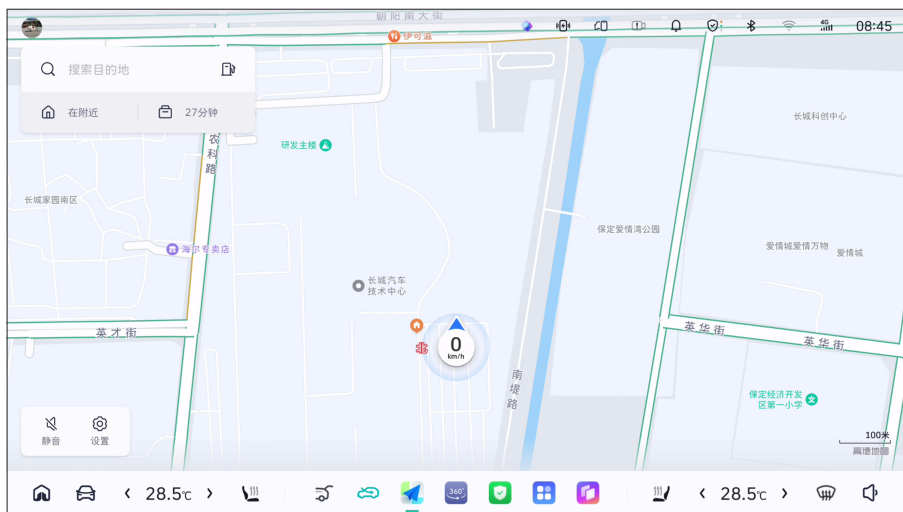 朝阳南大街
伊可滋
4G
08:45
搜索目的地
在附近
27分钟
农科路
研发主楼
长城科创中心
长城家园南区
海尔专卖店
保定爱情湾公园
爱情城爱情万物
爱情城
长城汽车
技术中心
英才街
北
0
km/h
英华街
英华街
南堤路
保定经济开发
区第一小学
文
静音
设置
100米
高德地图
28.5℃
360°
28.5℃